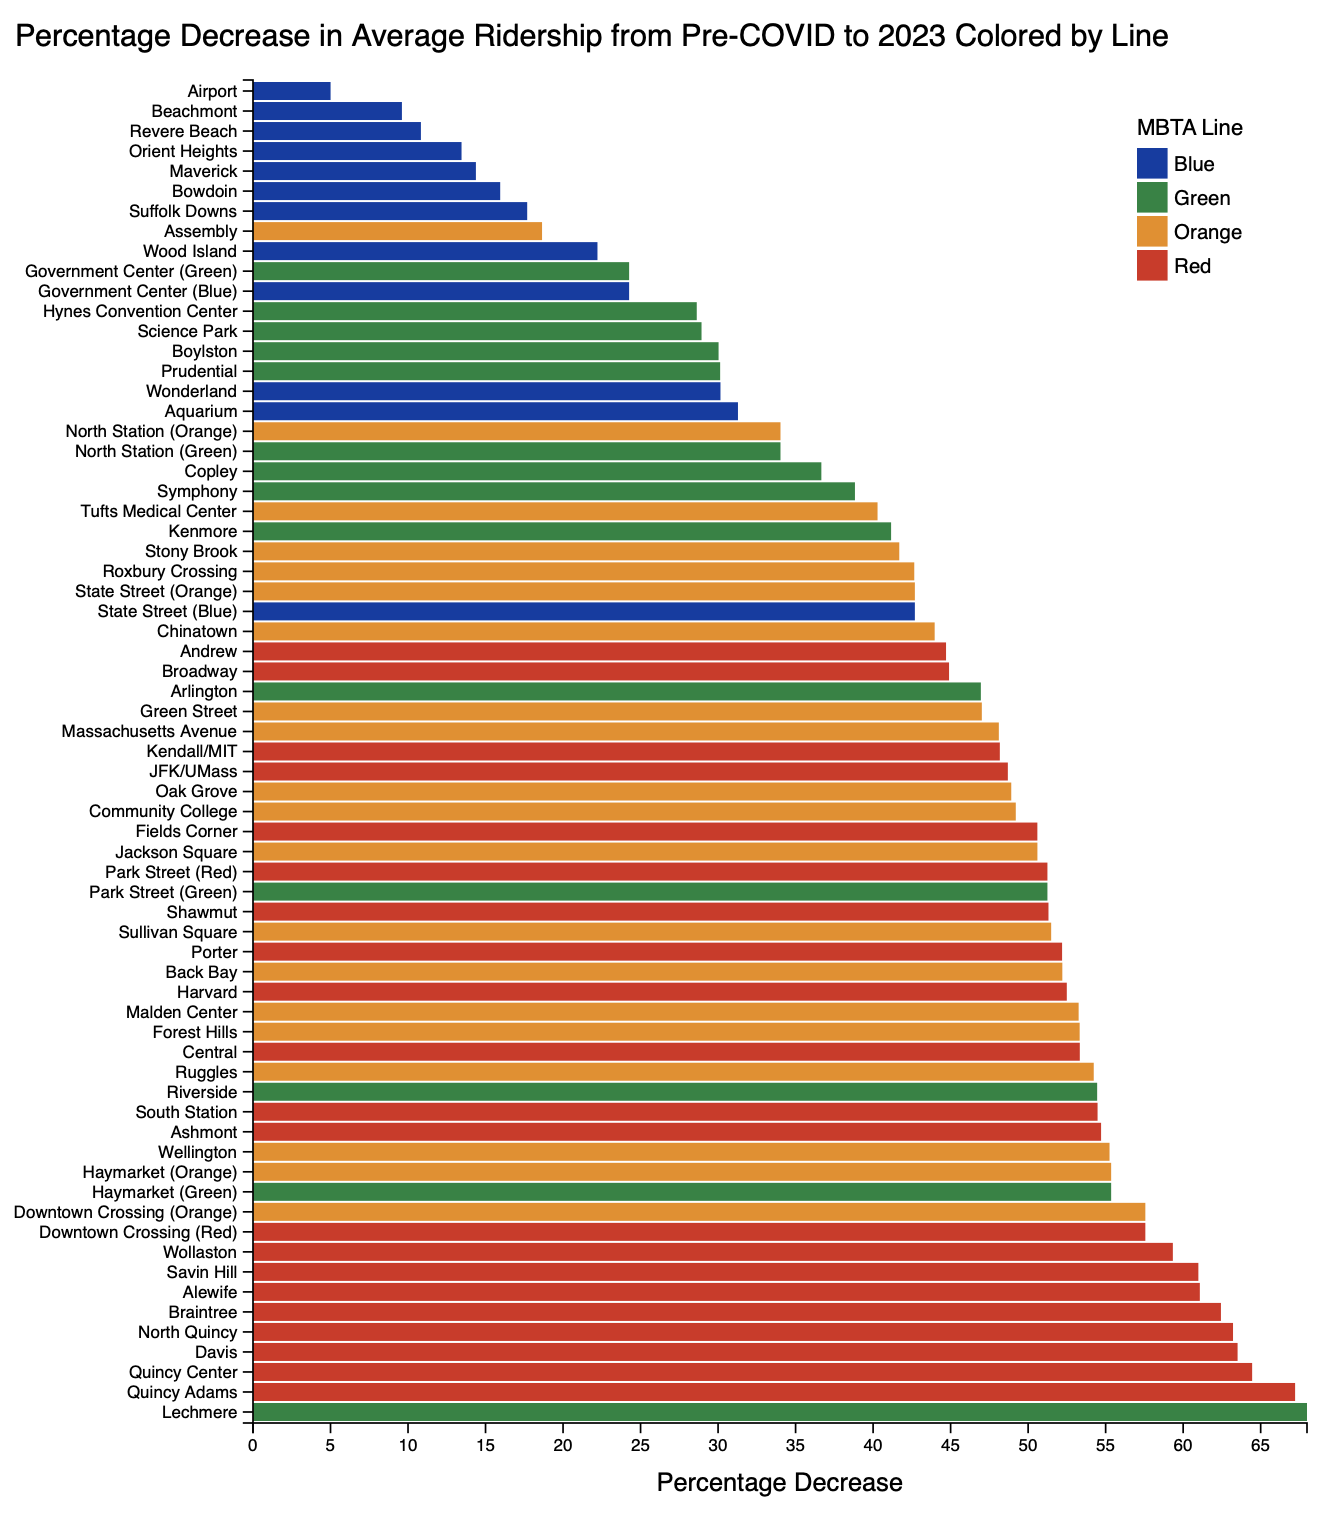 Percentage Decrease in Average Ridership from Pre-COVID to 2023 Colored by Line
Airport
Beachmont
Revere Beach
Orient Heights
Maverick
Bowdoin
Suffolk Downs
Assembly
Wood Island
Government Center (Green)
Government Center (Blue)
Hynes Convention Center
Science Park
Boylston
Prudential
Wonderland
Aquarium
North Station (Orange)
North Station (Green)
Copley
Symphony
Tufts Medical Center
Kenmore
Stony Brook
Roxbury Crossing
State Street (Orange)
State Street (Blue)
Chinatown
Andrew
Broadway
Arlington
Green Street
Massachusetts Avenue
Kendall/MIT
JFK/UMass
Oak Grove
Community College
Fields Corner
Jackson Square
Park Street (Red)
Park Street (Green)
Shawmut
Sullivan Square
Porter
Back Bay
Harvard
Malden Center
Forest Hills
Central
Ruggles
Riverside
South Station
Ashmont
Wellington
Haymarket (Orange)
Haymarket (Green)
Downtown Crossing (Orange)
Downtown Crossing (Red)
Wollaston
Savin Hill
Alewife
Braintree
North Quincy
Davis
Quincy Center
Quincy Adams
Lechmere
MBTA Line
Blue
Green
Orange
Red
0 5 10 15 20 25 30 35 40 45 50 55 60 65
Percentage Decrease